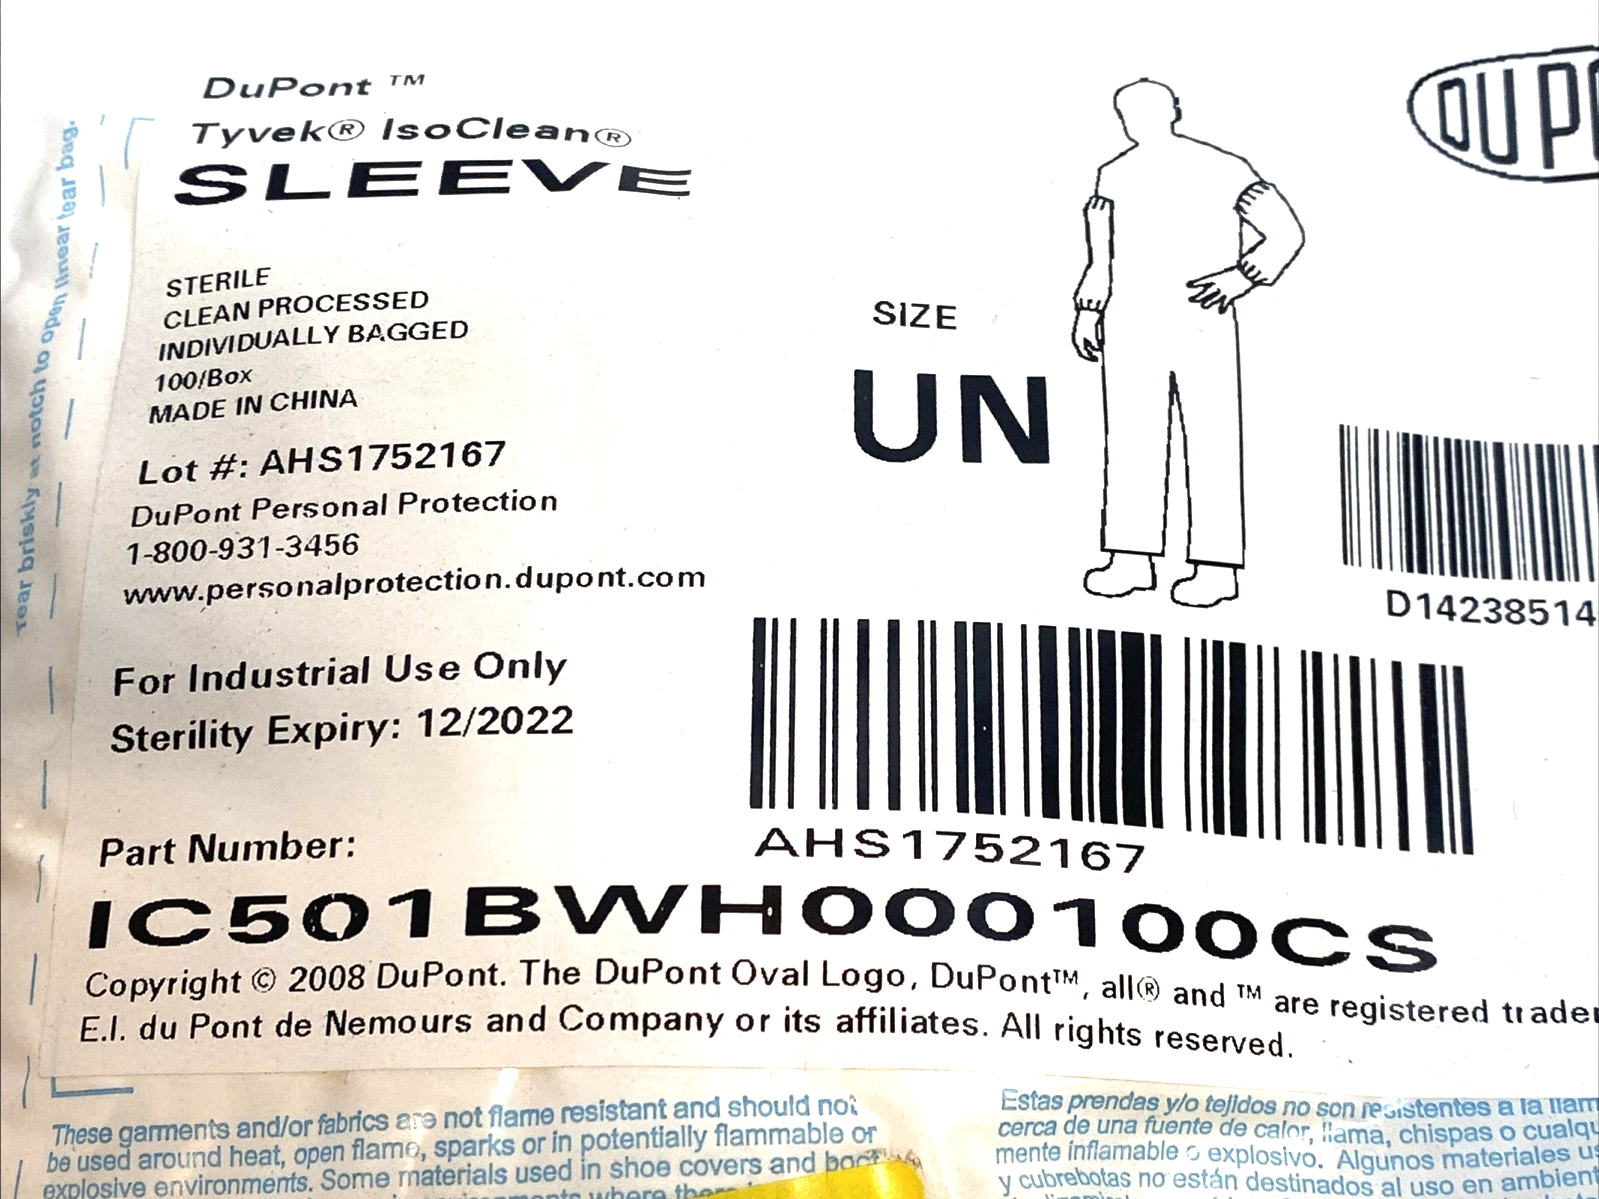 DuPont ™
Tyvek® IsoClean®
SLEEVE
STERILE
CLEAN PROCESSED
INDIVIDUALLY BAGGED
100/Box
MADE IN CHINA
Lot #: AHS1752167
DuPont Personal Protection
1-800-931-3456
www.personalprotection.dupont.com
For Industrial Use Only
Sterility Expiry: 12/2022
Part Number:
IC501BWH000100CS
Copyright © 2008 DuPont. The DuPont Oval Logo, DuPont™, all® and ™ are registered
E.I. du Pont de Nemours and Company or its affiliates. All rights reserved.
SIZE
UN
DU PO
D14238514
AHS1752167
Tear briskly at notch to open linear tear bag.
These garments and/or fabrics are not flame resistant and should not
be used around heat, open flame, sparks or in potentially flammable or
explosive environments. Some materials used in shoe covers and
where
Estas prendas y/o tejidos no son resistentes a la
cerca de una fuente de calor, llama, chispas o
mente inflamable o explosivo. Algunos materiales
y cubrebotas no están destinados al uso en